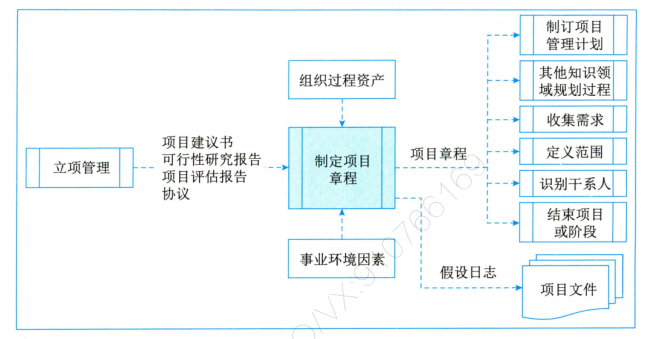 组织过程资产
立项管理
项目建议书
可行性研究报告
项目评估报告
协议
制定项目
章程
事业环境因素
项目章程
假设日志
制订项目
管理计划
其他知识领
域规划过程
收集需求
定义范围
识别干系人
结束项目
或阶段
项目文件